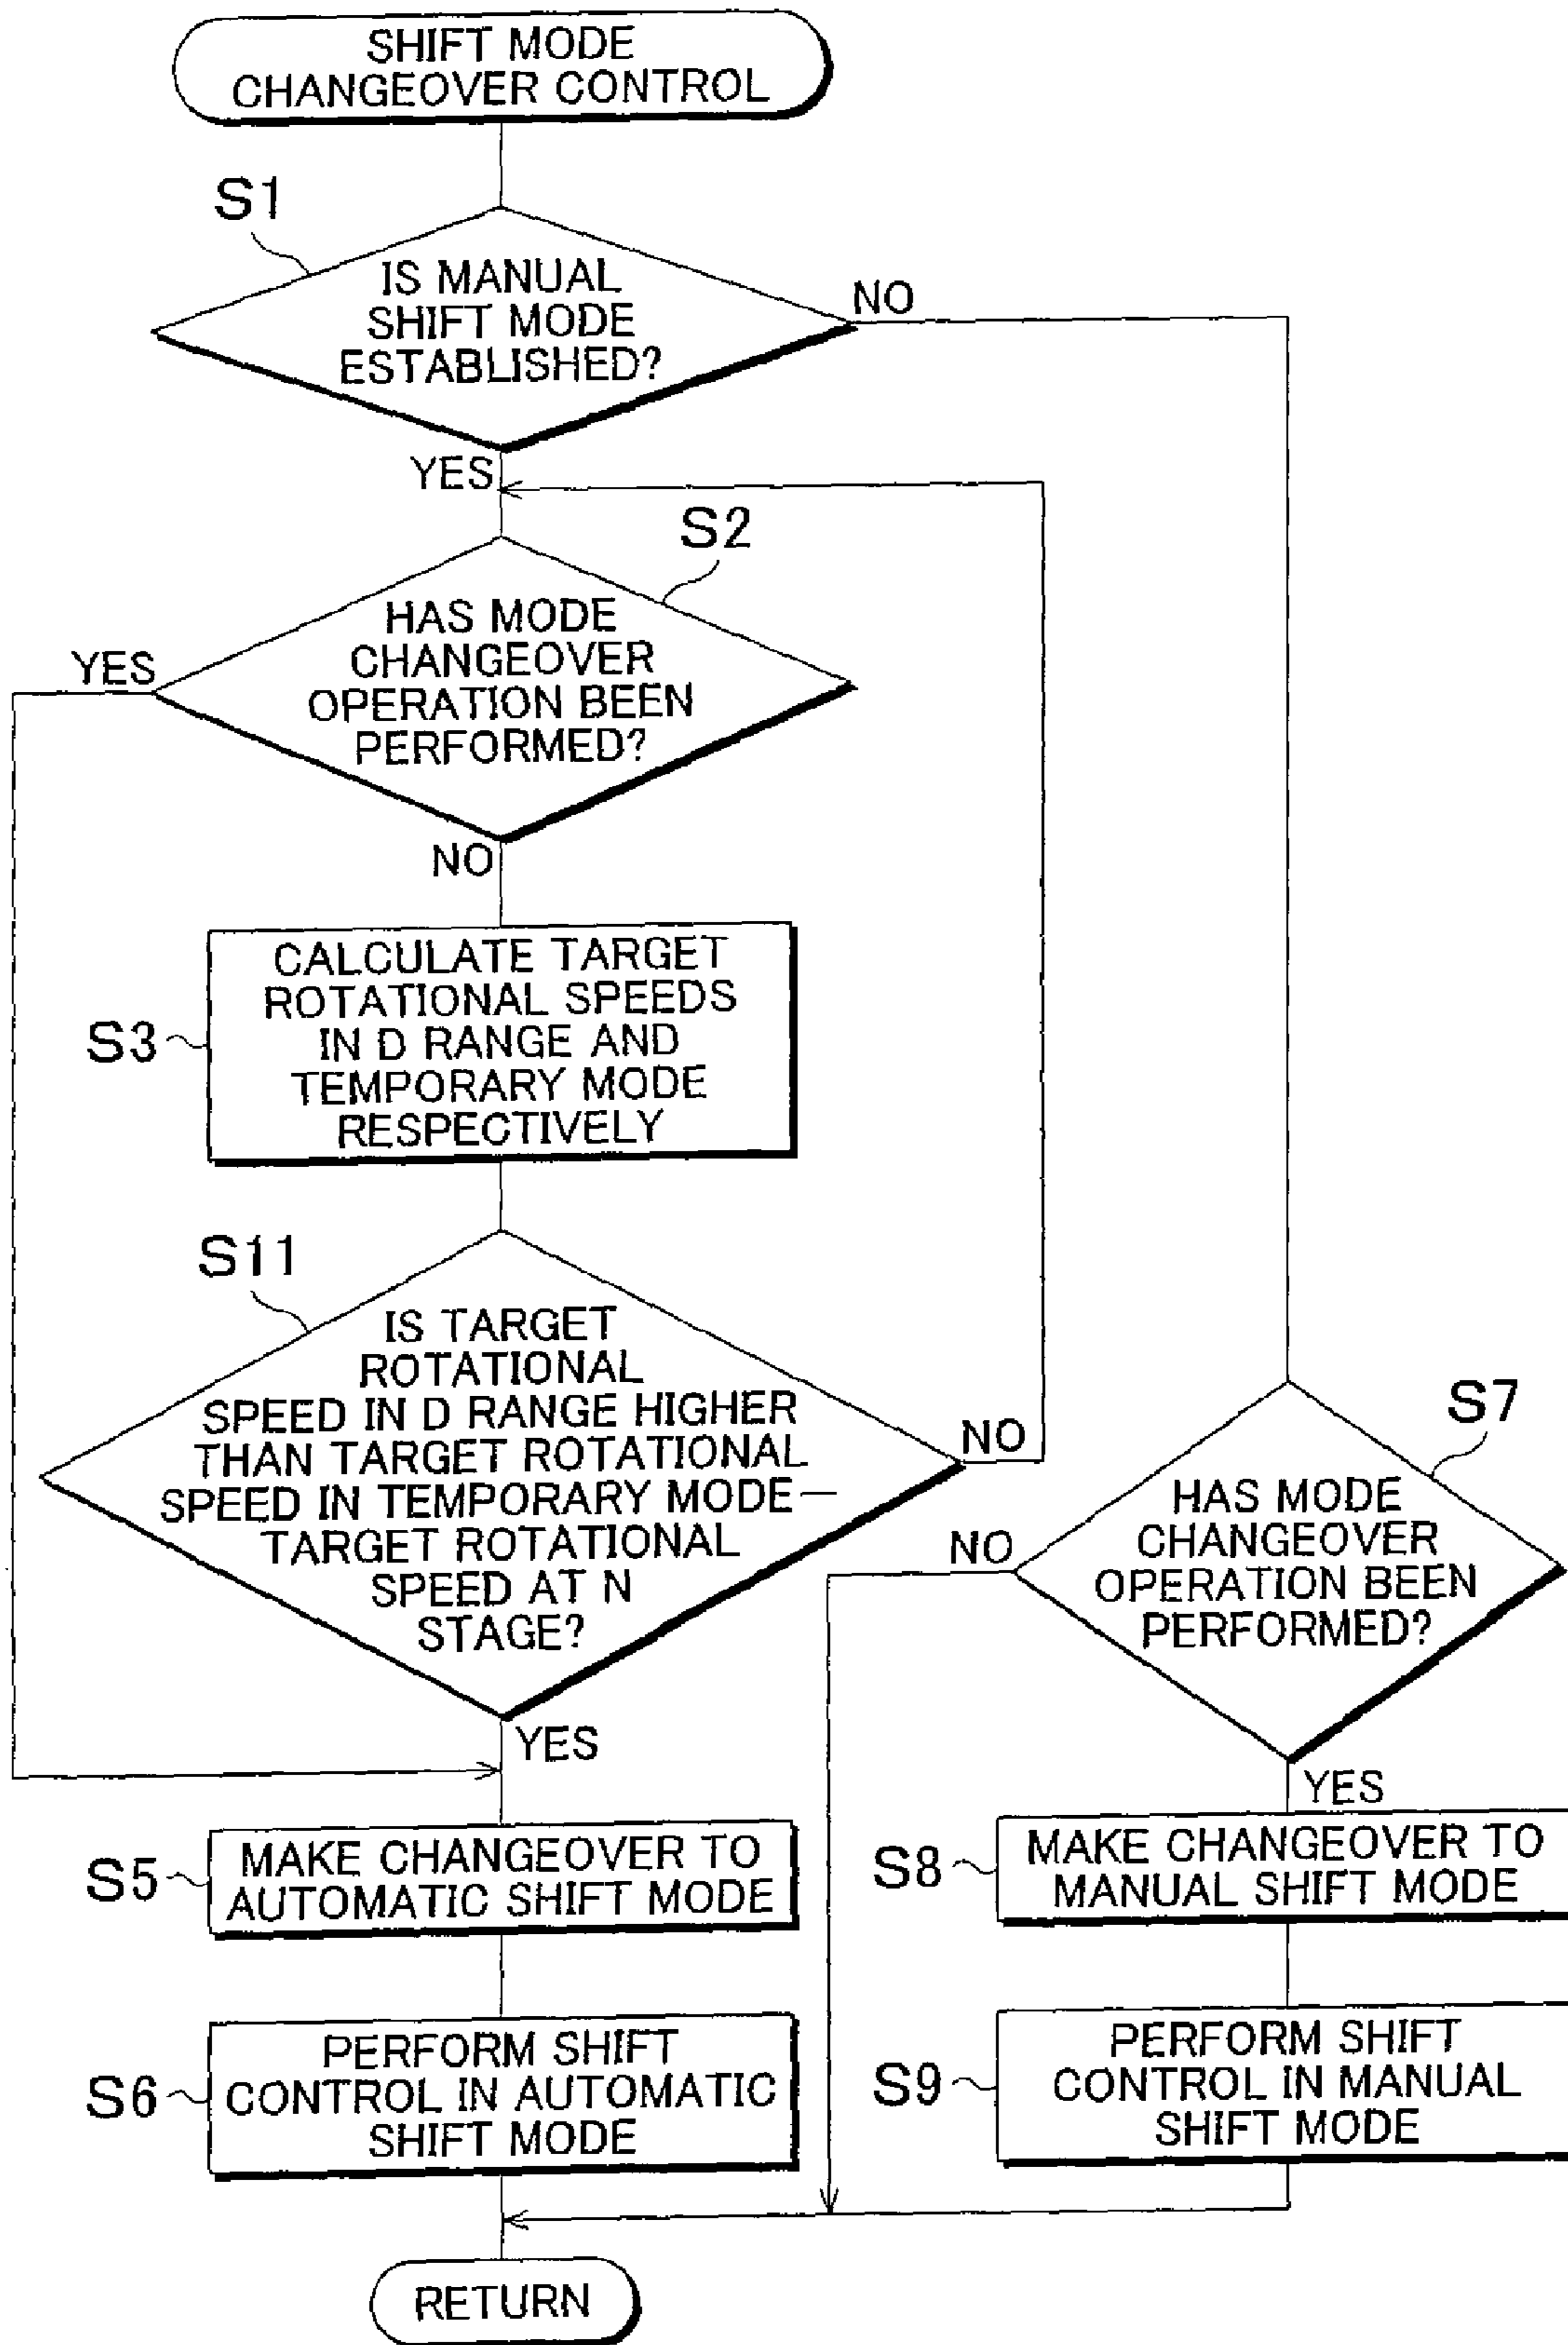 SHIFT MODE
CHANGEOVER CONTROL
S1
IS MANUAL
SHIFT MODE
ESTABLISHED?
NO
YES
S2
HAS MODE
CHANGEOVER
OPERATION BEEN
PERFORMED?
YES
NO
S3
CALCULATE TARGET
ROTATIONAL SPEEDS
IN D RANGE AND
TEMPORARY MODE
RESPECTIVELY
S11
IS TARGET
ROTATIONAL
SPEED IN D RANGE HIGHER
THAN TARGET ROTATIONAL
SPEED IN TEMPORARY MODE —
TARGET ROTATIONAL
SPEED AT N
STAGE?
NO
YES
S5
MAKE CHANGEOVER TO
AUTOMATIC SHIFT MODE
S6
PERFORM SHIFT
CONTROL IN AUTOMATIC
SHIFT MODE
S7
HAS MODE
CHANGEOVER
OPERATION BEEN
PERFORMED?
NO
YES
S8
MAKE CHANGEOVER TO
MANUAL SHIFT MODE
S9
PERFORM SHIFT
CONTROL IN MANUAL
SHIFT MODE
RETURN